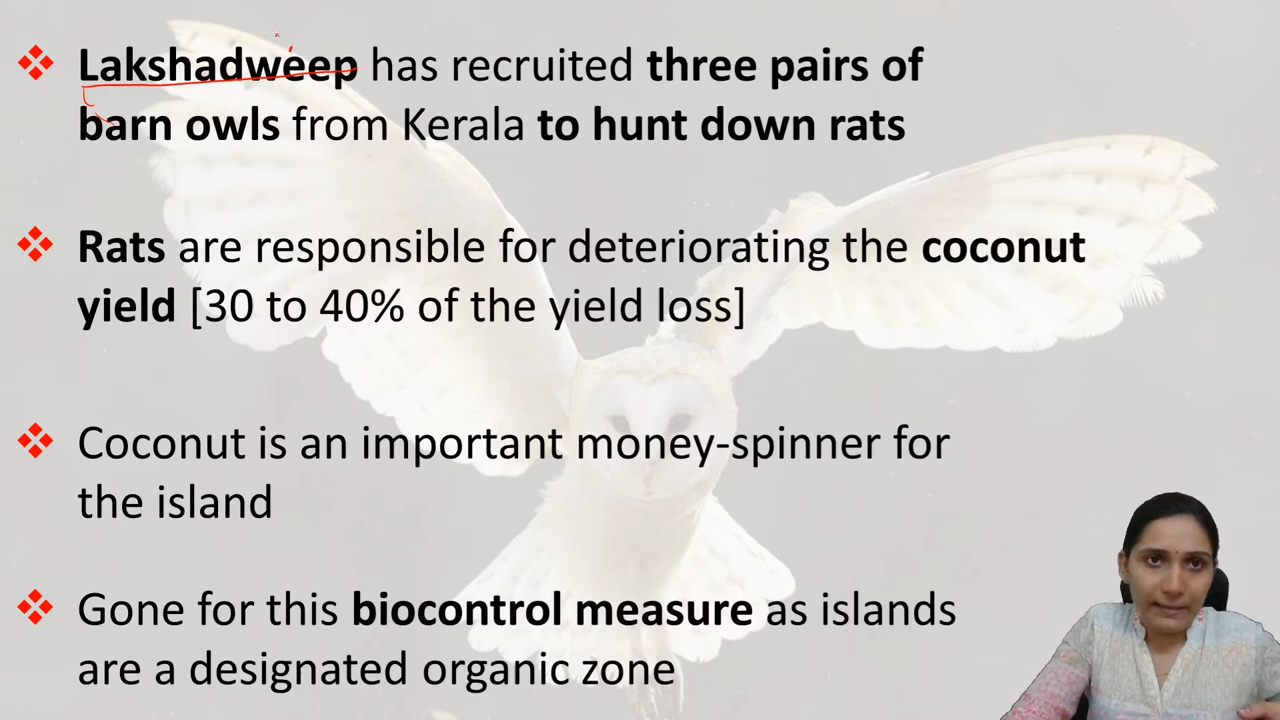 Lakshadweep has recruited three pairs of
barn owls from Kerala to hunt down rats
Rats are responsible for deteriorating the coconut
yield [30 to 40% of the yield loss]
Coconut is an important money-spinner for
the island
Gone for this biocontrol measure as islands
are a designated organic zone